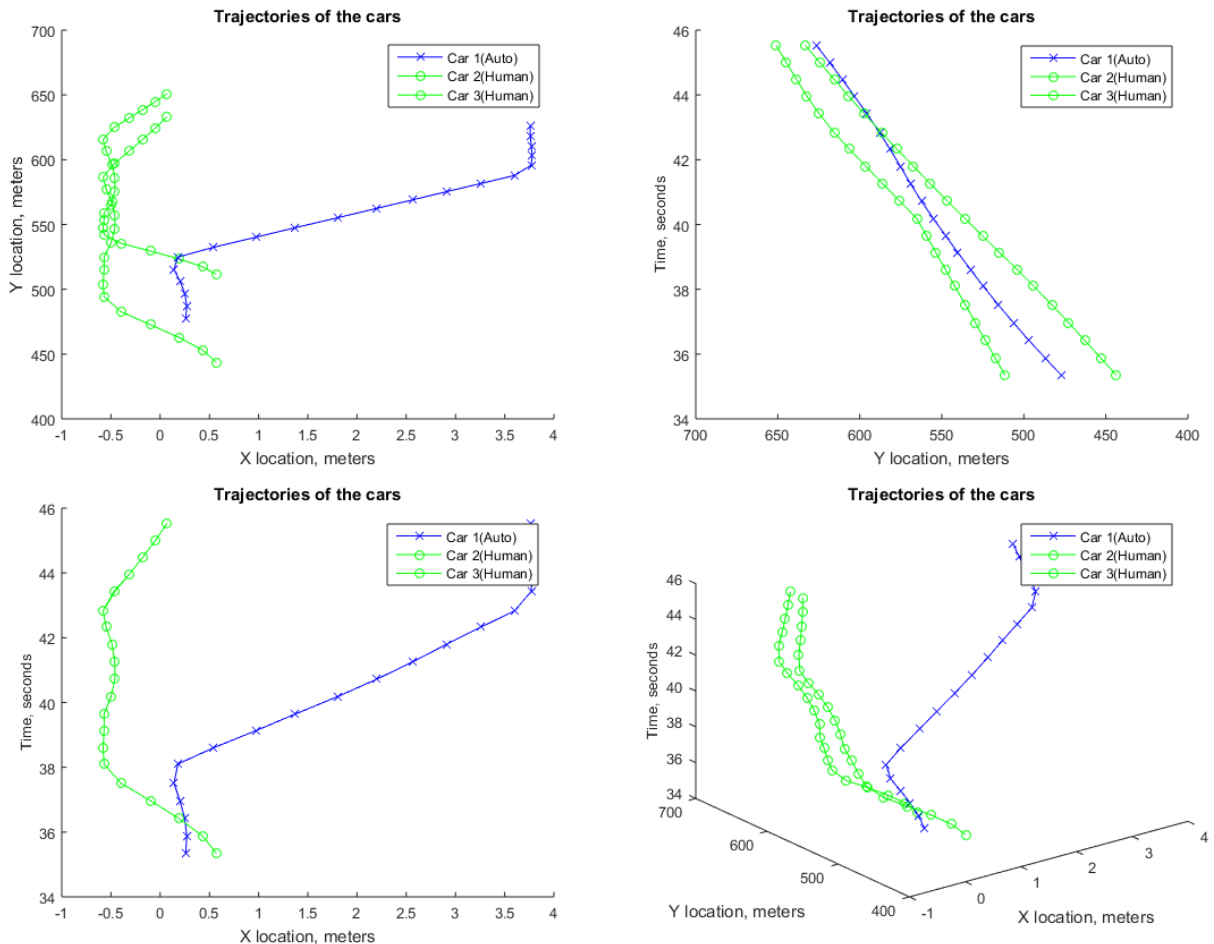 Trajectories of the cars
700
650
600
550
500
450
400
Y location, meters
-1 -0.5 0 0.5 1 1.5 2 2.5 3 3.5 4
X location, meters
Car 1(Auto)
Car 2(Human)
Car 3(Human)
Trajectories of the cars
46
44
42
40
38
36
34
Time, seconds
700 650 600 550 500 450 400
Y location, meters
Car 1(Auto)
Car 2(Human)
Car 3(Human)
Trajectories of the cars
46
44
42
40
38
36
34
Time, seconds
-1 -0.5 0 0.5 1 1.5 2 2.5 3 3.5 4
X location, meters
Car 1(Auto)
Car 2(Human)
Car 3(Human)
Trajectories of the cars
46
44
42
40
38
36
34
Time, seconds
700
600
500
400
Y location, meters
-1
0
1
2
3
4
X location, meters
Car 1(Auto)
Car 2(Human)
Car 3(Human)